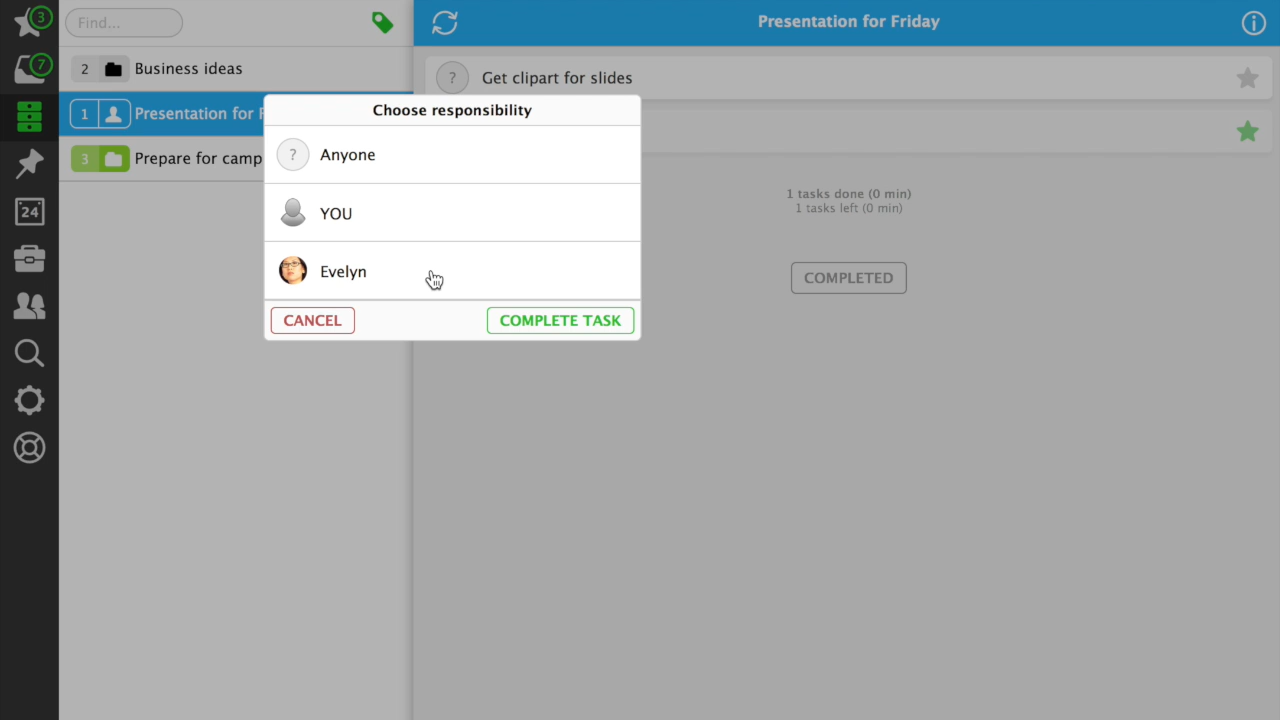 3
7
24
Find...
2 Business ideas
1 Presentation for F
3 Prepare for camp
Presentation for Friday
? Get clipart for slides
1 tasks done (0 min)
1 tasks left (0 min)
COMPLETED
Choose responsibility
? Anyone
YOU
Evelyn
CANCEL COMPLETE TASK